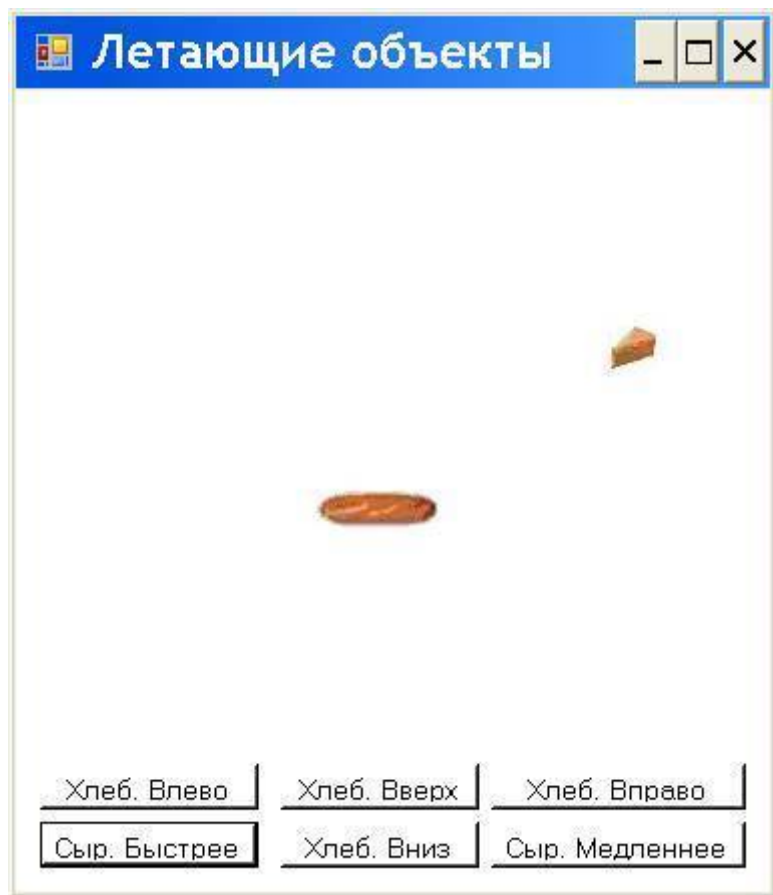 Летающие объекты
Хлеб. Влево Хлеб. Вверх Хлеб. Вправо
Сыр. Быстрее Хлеб. Вниз Сыр. Медленнее